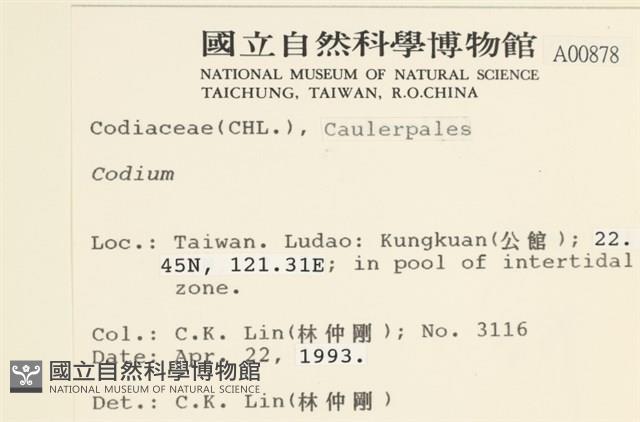 國立自然科學博物館 A00878
NATIONAL MUSEUM OF NATURAL SCIENCE
TAICHUNG, TAIWAN, R.O.CHINA
Codiaceae(CHL.), Caulerpales
Codium
Loc.: Taiwan. Ludao: Kungkuan(公館); 22.
45N, 121.31E; in pool of intertidal
zone.
Col.: C.K. Lin(林仲剛); No. 3116
Date: Apr. 22, 1993.
國立自然科學博物館
NATIONAL MUSEUM OF NATURAL SCIENCE
Det.: C.K. Lin(林仲剛)